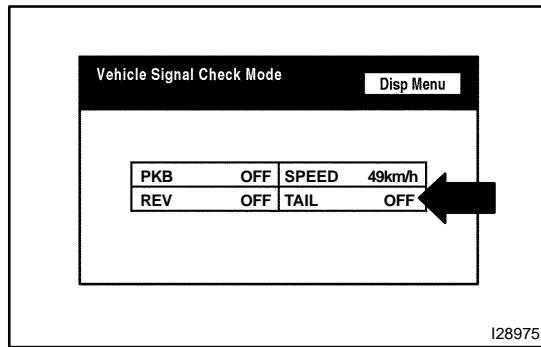 Vehicle Signal Check Mode
Disp Menu
PKB OFF SPEED 49km/h
REV OFF TAIL OFF
I28975